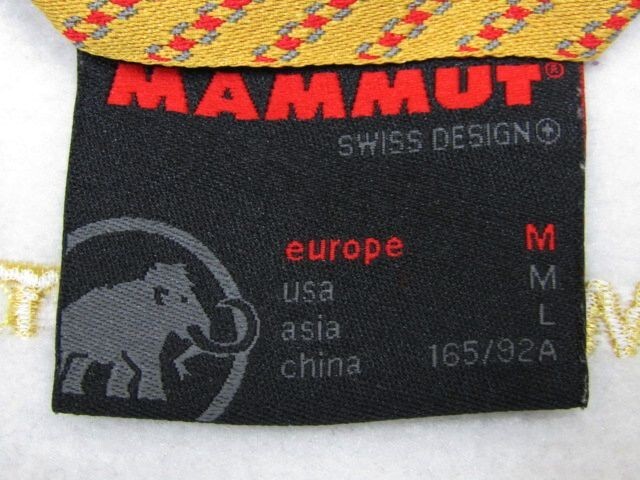 MAMMUT®
SWISS DESIGN
europe M
usa M
asia L
china 165/92A